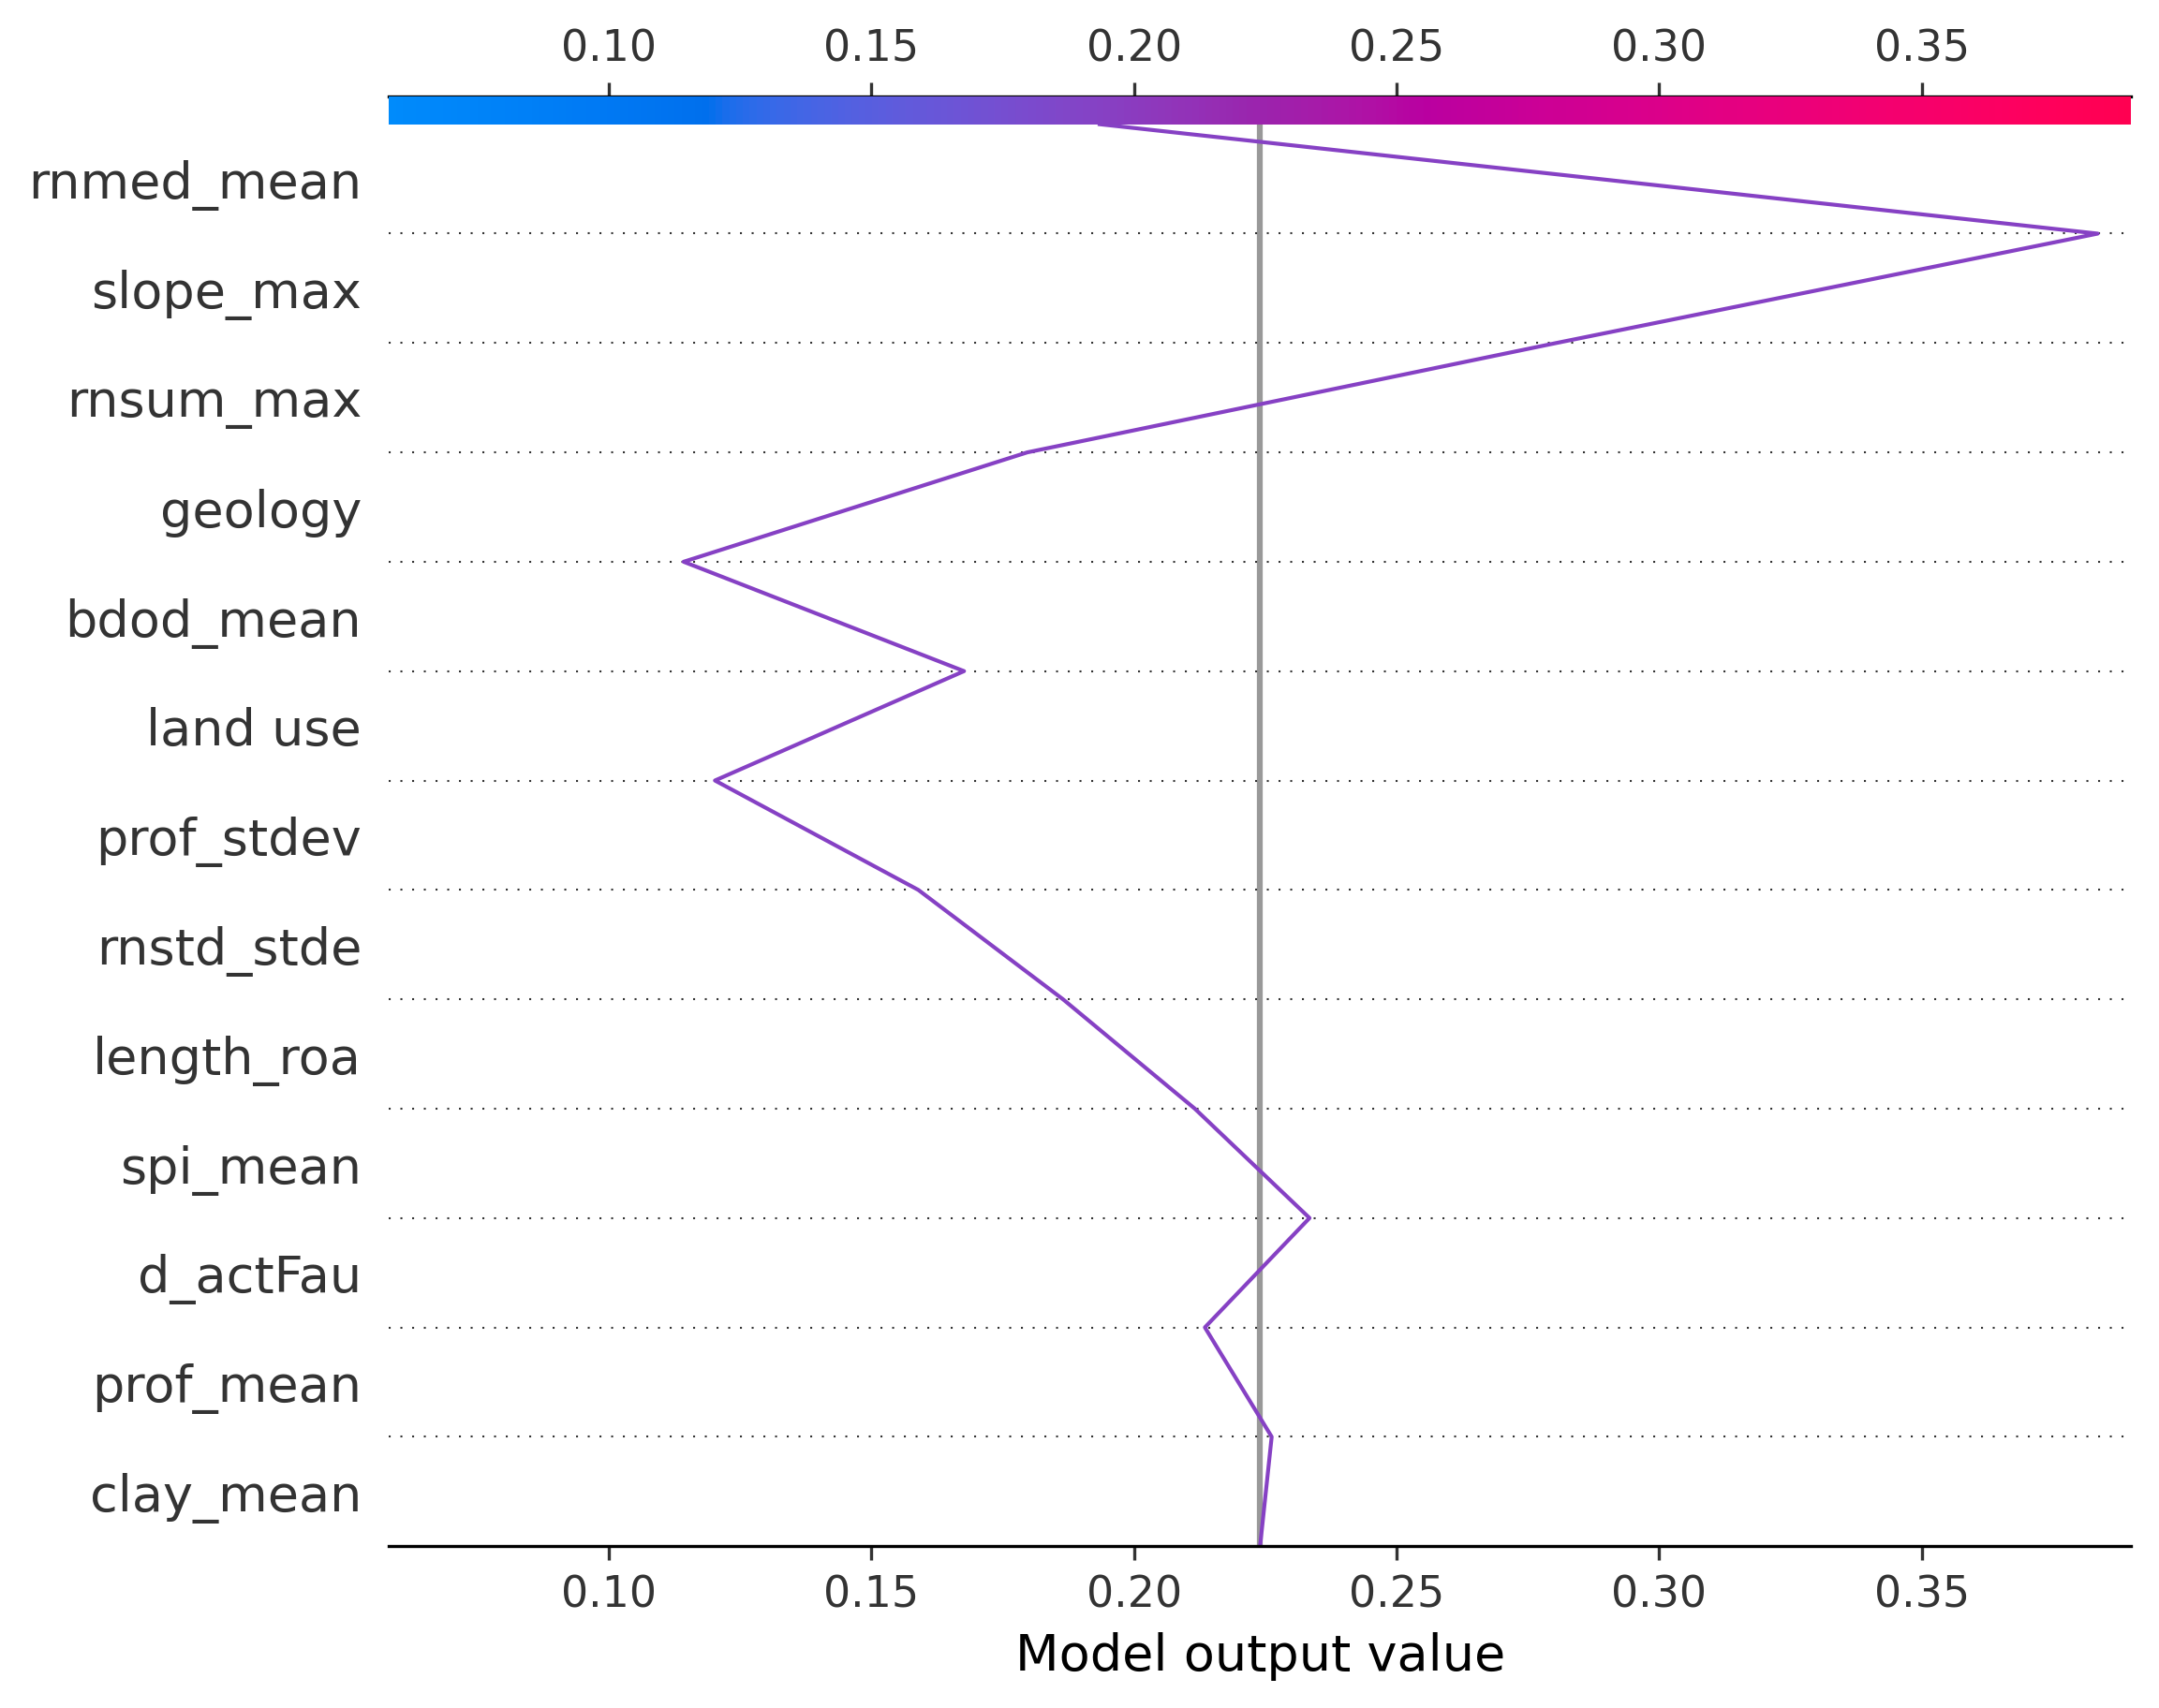 0.10 0.15 0.20 0.25 0.30 0.35
rnmed_mean
slope_max
rnsum_max
geology
bdod_mean
land use
prof_stdev
rnstd_stde
length_roa
spi_mean
d_actFau
prof_mean
clay_mean
0.10 0.15 0.20 0.25 0.30 0.35
Model output value